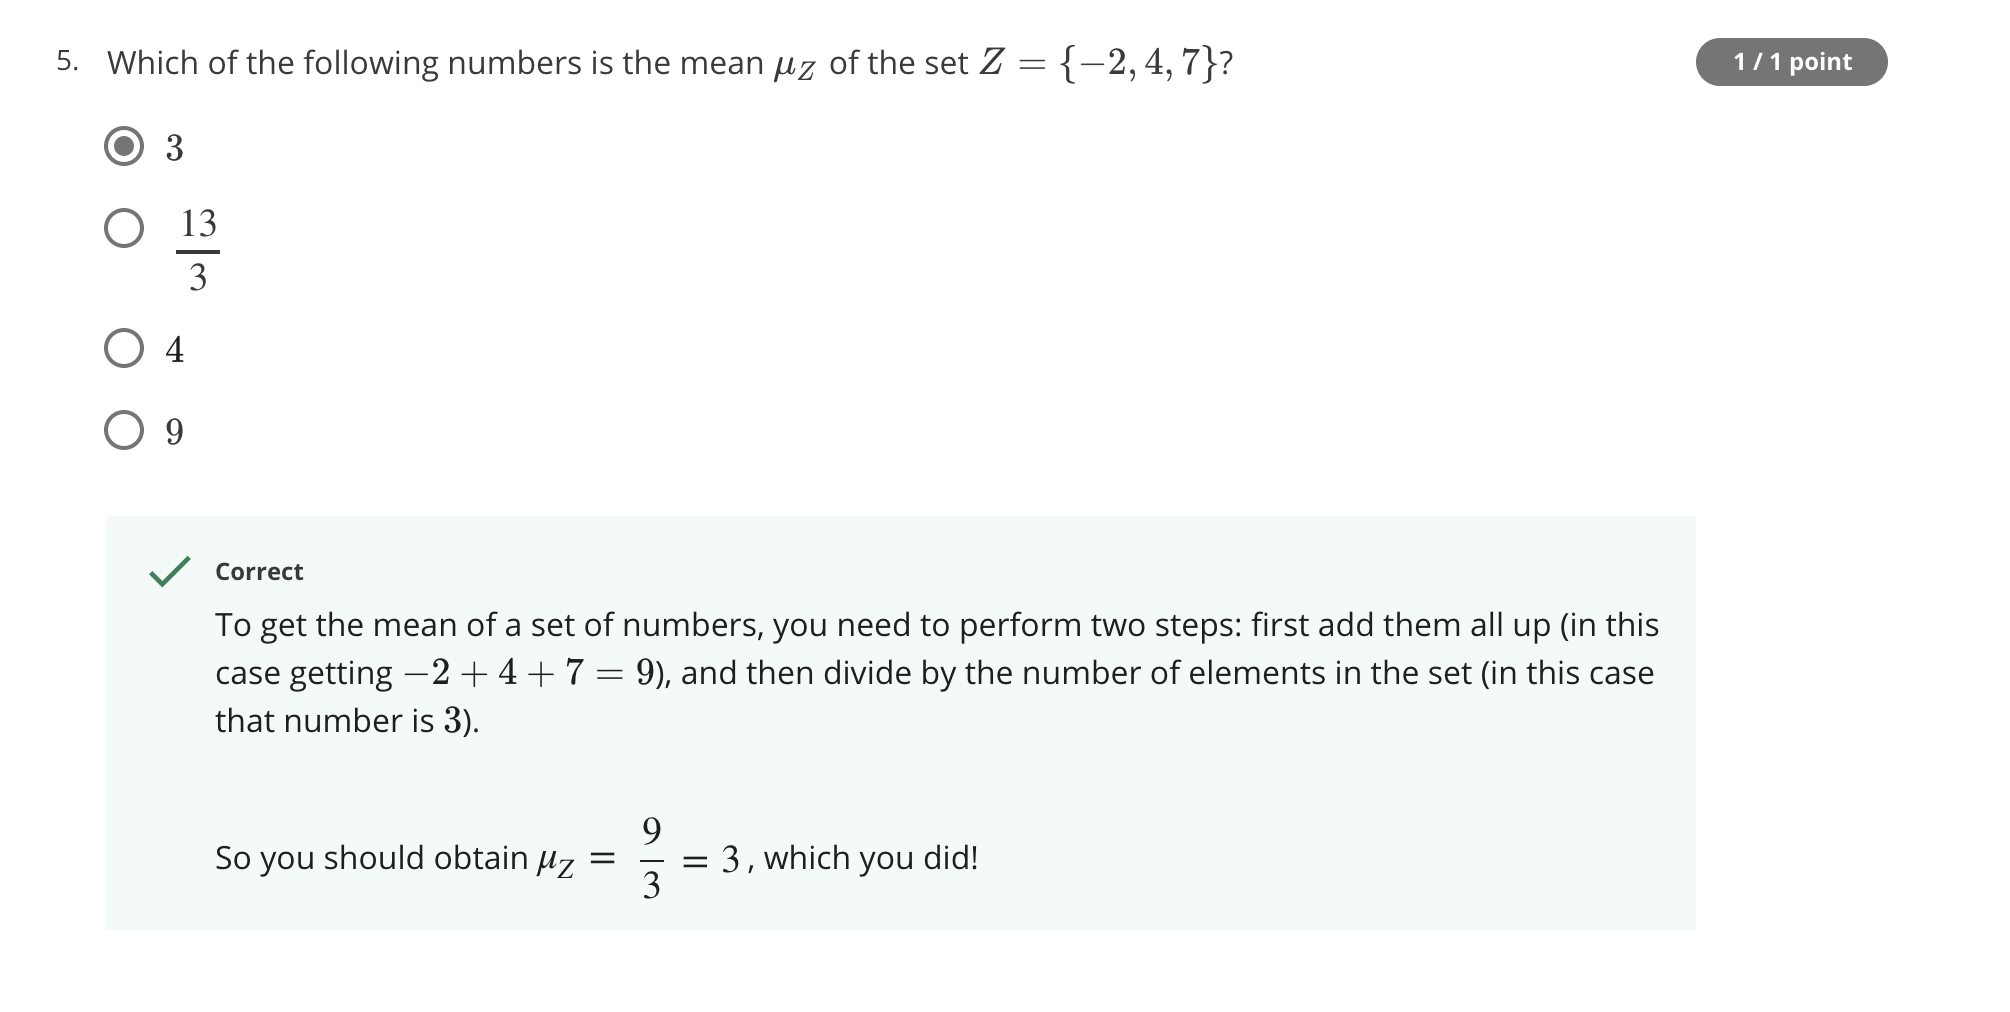 5. Which of the following numbers is the mean μ_Z of the set Z = {−2, 4, 7}?
1 / 1 point
3
13
3
4
9
Correct
To get the mean of a set of numbers, you need to perform two steps: first add them all up (in this
case getting −2 + 4 + 7 = 9), and then divide by the number of elements in the set (in this case
that number is 3).
So you should obtain μ_Z = 9/3 = 3, which you did!